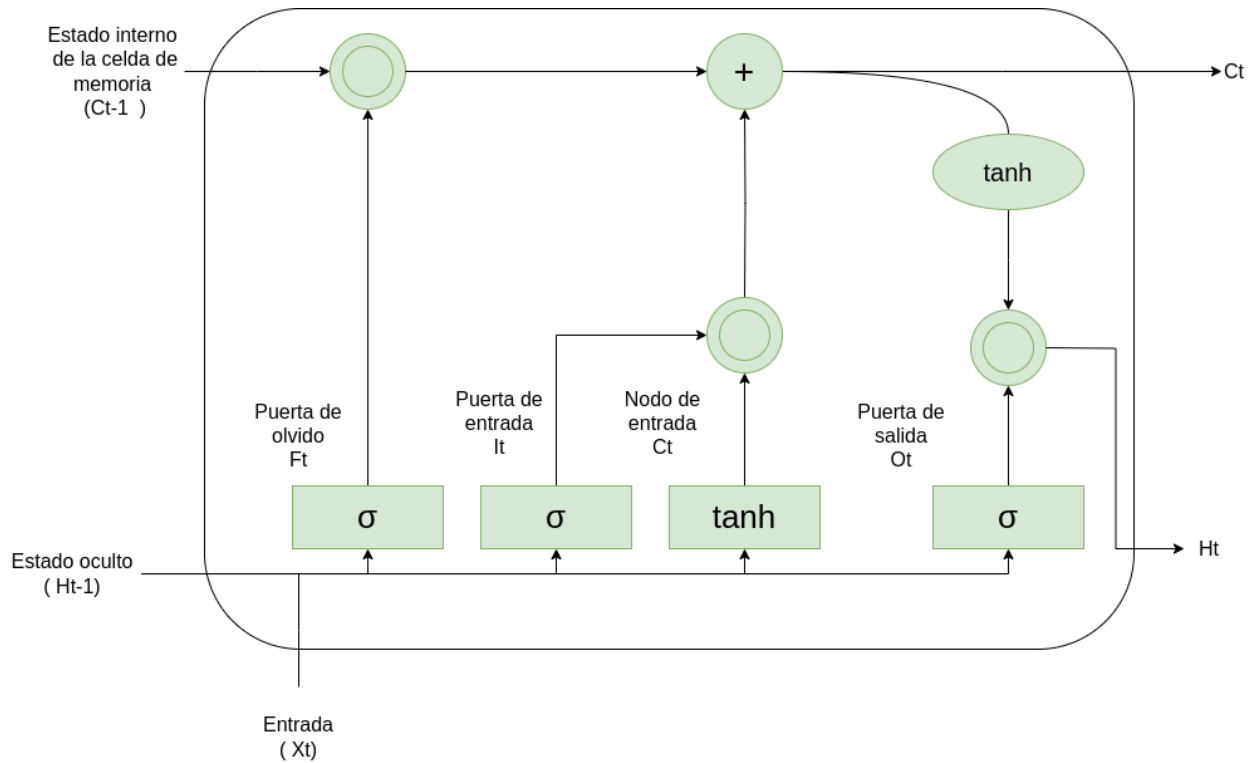 Estado interno
de la celda de
memoria
(Ct-1 )
+
Ct
tanh
Puerta de
olvido
Ft
Puerta de
entrada
It
Nodo de
entrada
Ct
Puerta de
salida
Ot
σ
σ
tanh
σ
Estado oculto
( Ht-1)
Ht
Entrada
( Xt)